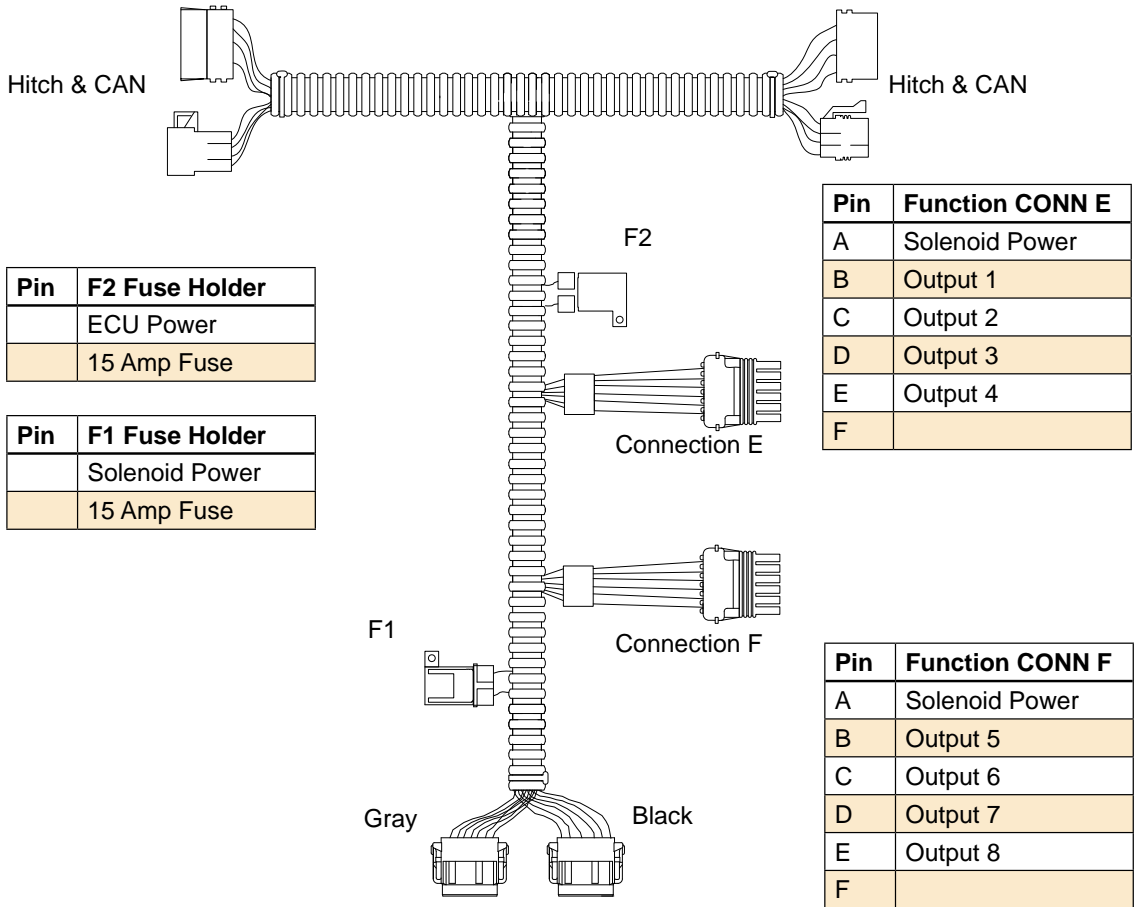 Hitch & CAN
Hitch & CAN
Pin Function CONN E
A Solenoid Power
B Output 1
C Output 2
D Output 3
E Output 4
F
F2
Pin F2 Fuse Holder
ECU Power
15 Amp Fuse
Connection E
Pin F1 Fuse Holder
Solenoid Power
15 Amp Fuse
F1
Connection F
Pin Function CONN F
A Solenoid Power
B Output 5
C Output 6
D Output 7
E Output 8
F
Gray
Black